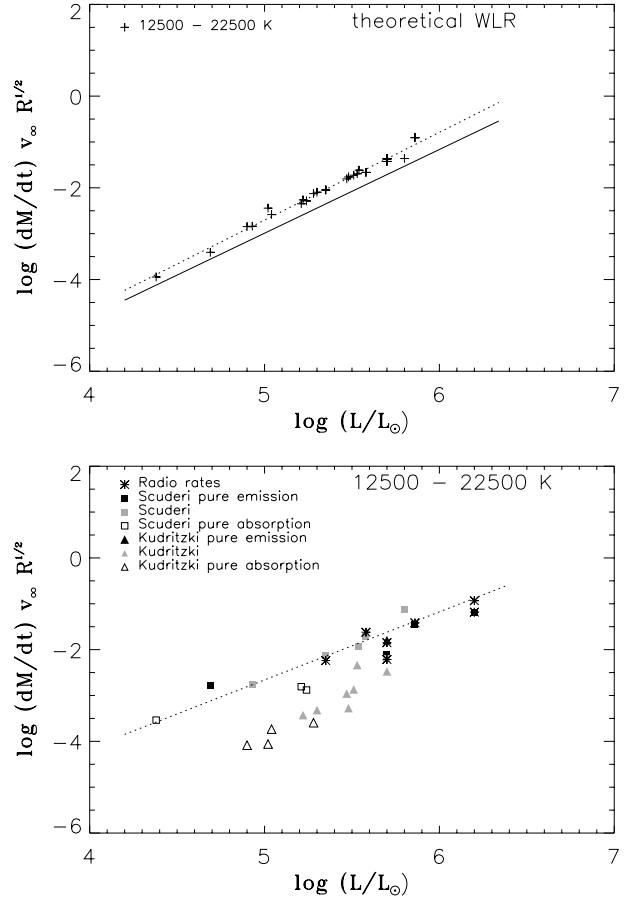 2
12500 – 22500 K
theoretical WLR
0
−2
−4
−6
log (dM/dt) v∞ R^1/2
4 5 6 7
log (L/L⊙)
2
Radio rates
12500 – 22500 K
Scuderi pure emission
Scuderi
Scuderi pure absorption
Kudritzki pure emission
Kudritzki
Kudritzki pure absorption
0
−2
−4
−6
log (dM/dt) v∞ R^1/2
4 5 6 7
log (L/L⊙)